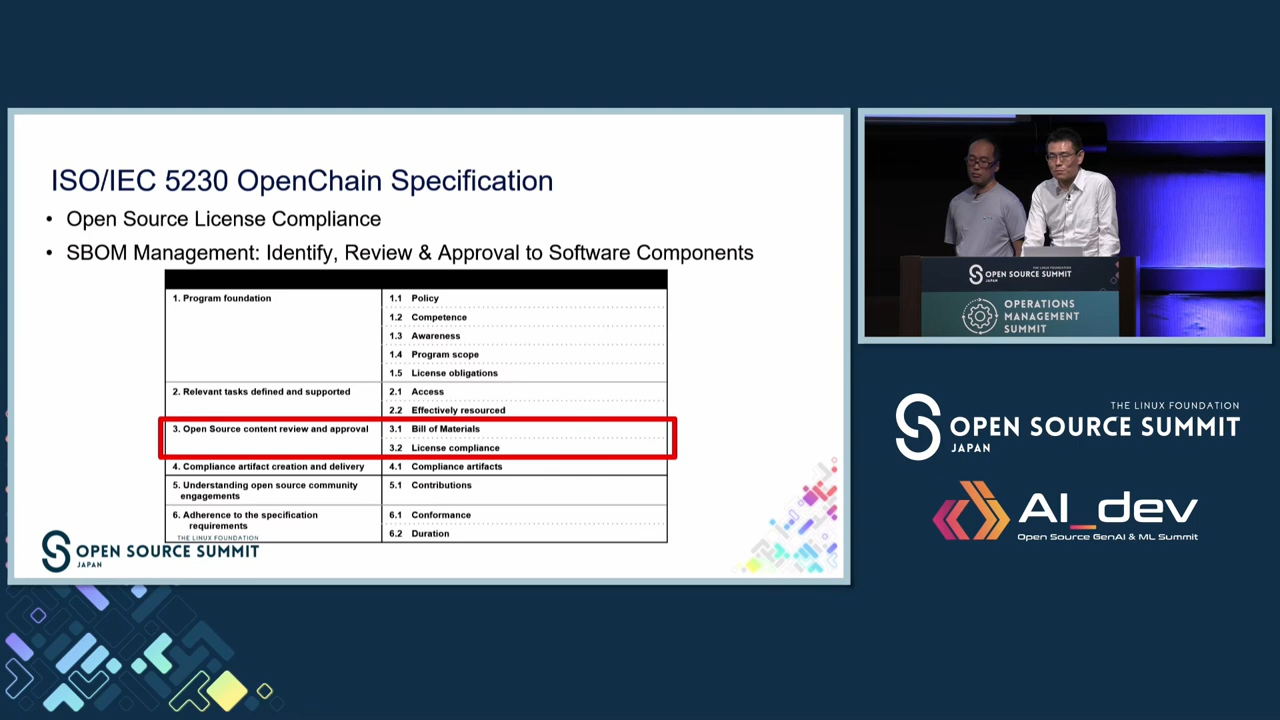 ISO/IEC 5230 OpenChain Specification
• Open Source License Compliance
• SBOM Management: Identify, Review & Approval to Software Components
1. Program foundation
1.1 Policy
1.2 Competence
1.3 Awareness
1.4 Program scope
1.5 License obligations
2. Relevant tasks defined and supported
2.1 Access
2.2 Effectively resourced
3. Open Source content review and approval
3.1 Bill of Materials
3.2 License compliance
4. Compliance artifact creation and delivery
4.1 Compliance artifacts
5. Understanding open source community
engagements
5.1 Contributions
6. Adherence to the specification
requirements
6.1 Conformance
6.2 Duration
THE LINUX FOUNDATION
OPEN SOURCE SUMMIT
JAPAN
THE LINUX FOUNDATION
OPEN SOURCE SUMMIT
JAPAN
OPERATIONS
MANAGEMENT
SUMMIT
THE LINUX FOUNDATION
OPEN SOURCE SUMMIT
JAPAN
AI_dev
Open Source GenAI & ML Summit